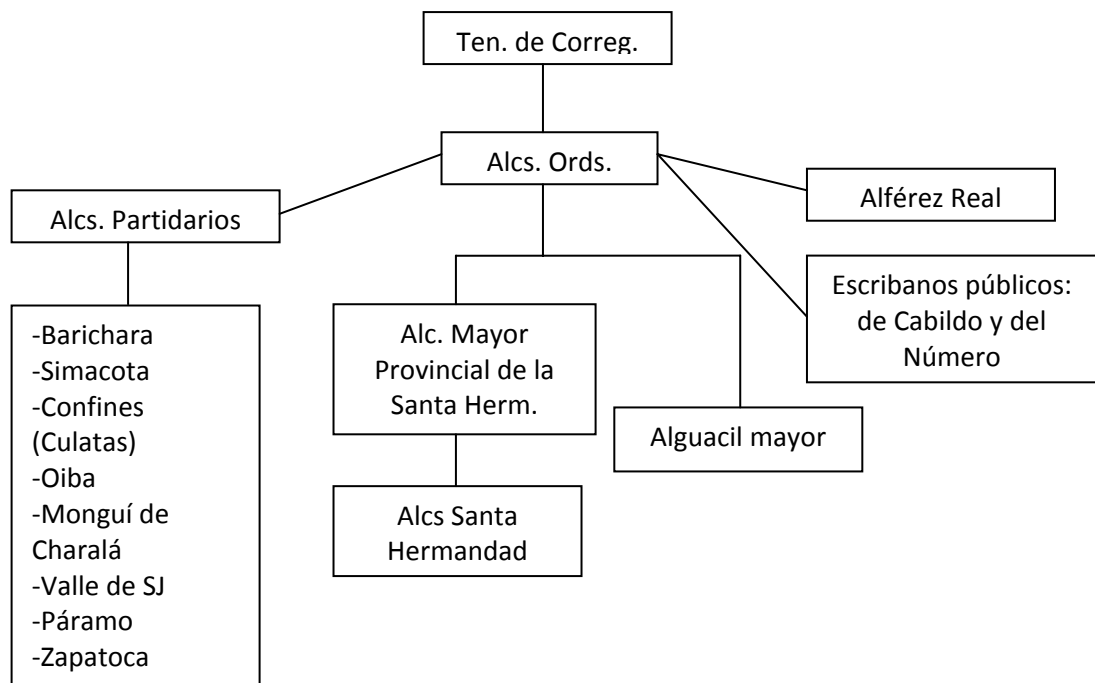 Ten. de Correg.
Alcs. Ords.
Alcs. Partidarios
Alférez Real
Escribanos públicos:
de Cabildo y del
Número
-Barichara
-Simacota
-Confines
(Culatas)
-Oiba
-Monguí de
Charalá
-Valle de SJ
-Páramo
-Zapatoca
Alc. Mayor
Provincial de la
Santa Herm.
Alguacil mayor
Alcs Santa
Hermandad